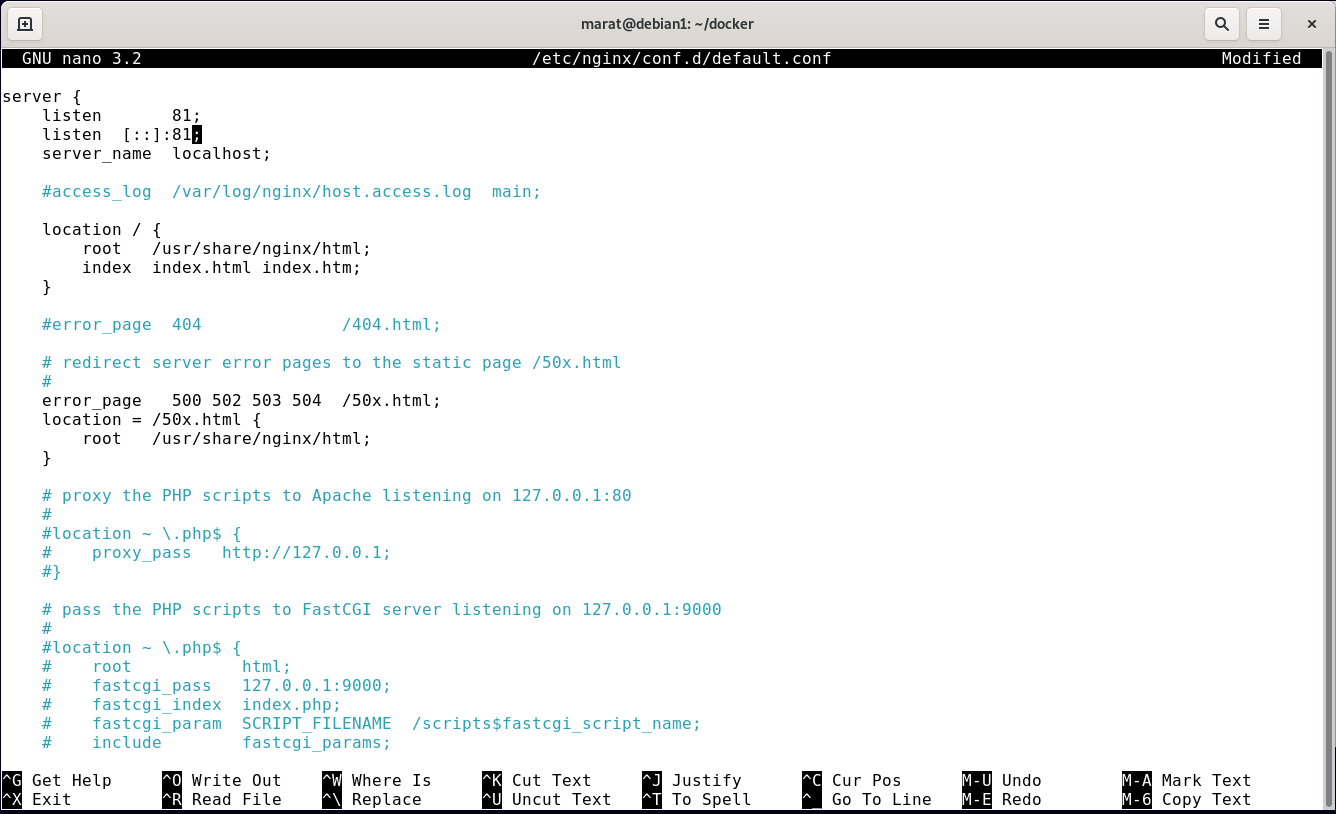 marat@debian1: ~/docker
GNU nano 3.2 /etc/nginx/conf.d/default.conf Modified
server {
    listen       81;
    listen  [::]:81;
    server_name  localhost;

    #access_log  /var/log/nginx/host.access.log  main;

    location / {
        root   /usr/share/nginx/html;
        index  index.html index.htm;
    }

    #error_page  404              /404.html;

    # redirect server error pages to the static page /50x.html
    #
    error_page   500 502 503 504  /50x.html;
    location = /50x.html {
        root   /usr/share/nginx/html;
    }

    # proxy the PHP scripts to Apache listening on 127.0.0.1:80
    #
    #location ~ \.php$ {
    #    proxy_pass   http://127.0.0.1;
    #}

    # pass the PHP scripts to FastCGI server listening on 127.0.0.1:9000
    #
    #location ~ \.php$ {
    #    root           html;
    #    fastcgi_pass   127.0.0.1:9000;
    #    fastcgi_index  index.php;
    #    fastcgi_param  SCRIPT_FILENAME  /scripts$fastcgi_script_name;
    #    include        fastcgi_params;
^G Get Help ^O Write Out ^W Where Is ^K Cut Text ^J Justify ^C Cur Pos M-U Undo M-A Mark Text
^X Exit ^R Read File ^\ Replace ^U Uncut Text ^T To Spell ^_ Go To Line M-E Redo M-6 Copy Text